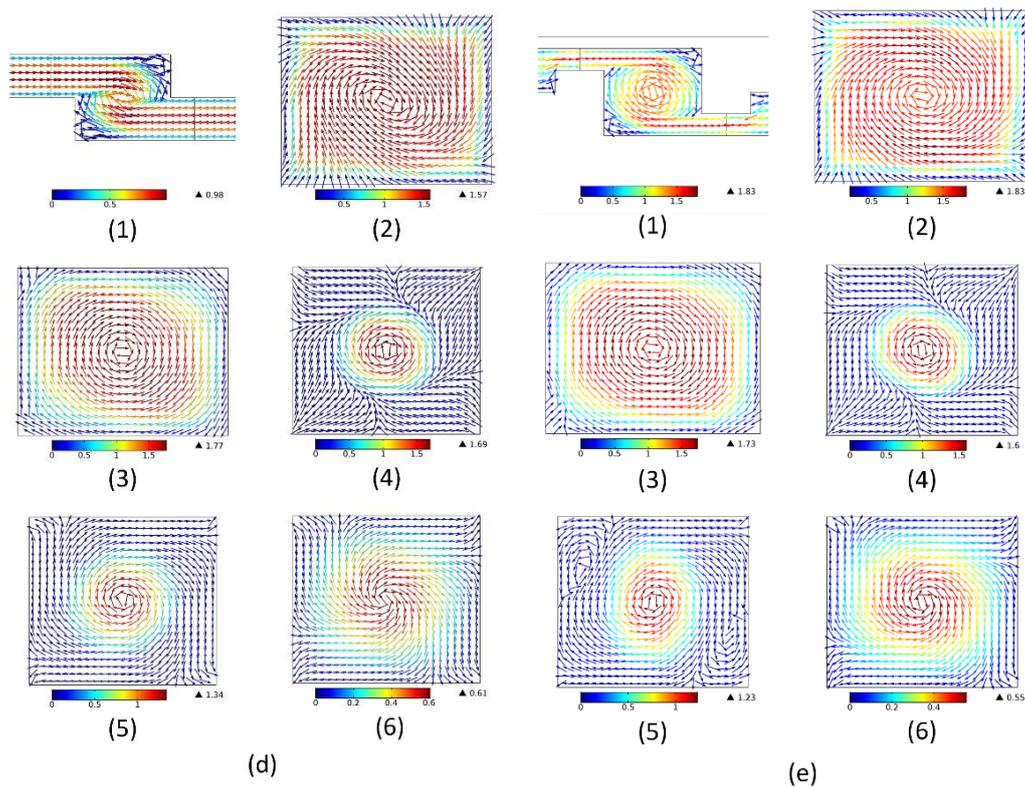 0 0.5 ▲ 0.98
(1)
0.5 1 1.5 ▲ 1.57
(2)
0 0.5 1 1.5 ▲ 1.83
(1)
0.5 1 1.5 ▲ 1.83
(2)
0 0.5 1 1.5 ▲ 1.77
(3)
0 0.5 1 1.5 ▲ 1.69
(4)
0 0.5 1 1.5 ▲ 1.73
(3)
0 0.5 1 1.5 ▲ 1.6
(4)
0 0.5 1 ▲ 1.34
(5)
0 0.2 0.4 0.6 ▲ 0.61
(6)
0 0.5 1 ▲ 1.23
(5)
0 0.2 0.4 ▲ 0.55
(6)
(d)
(e)